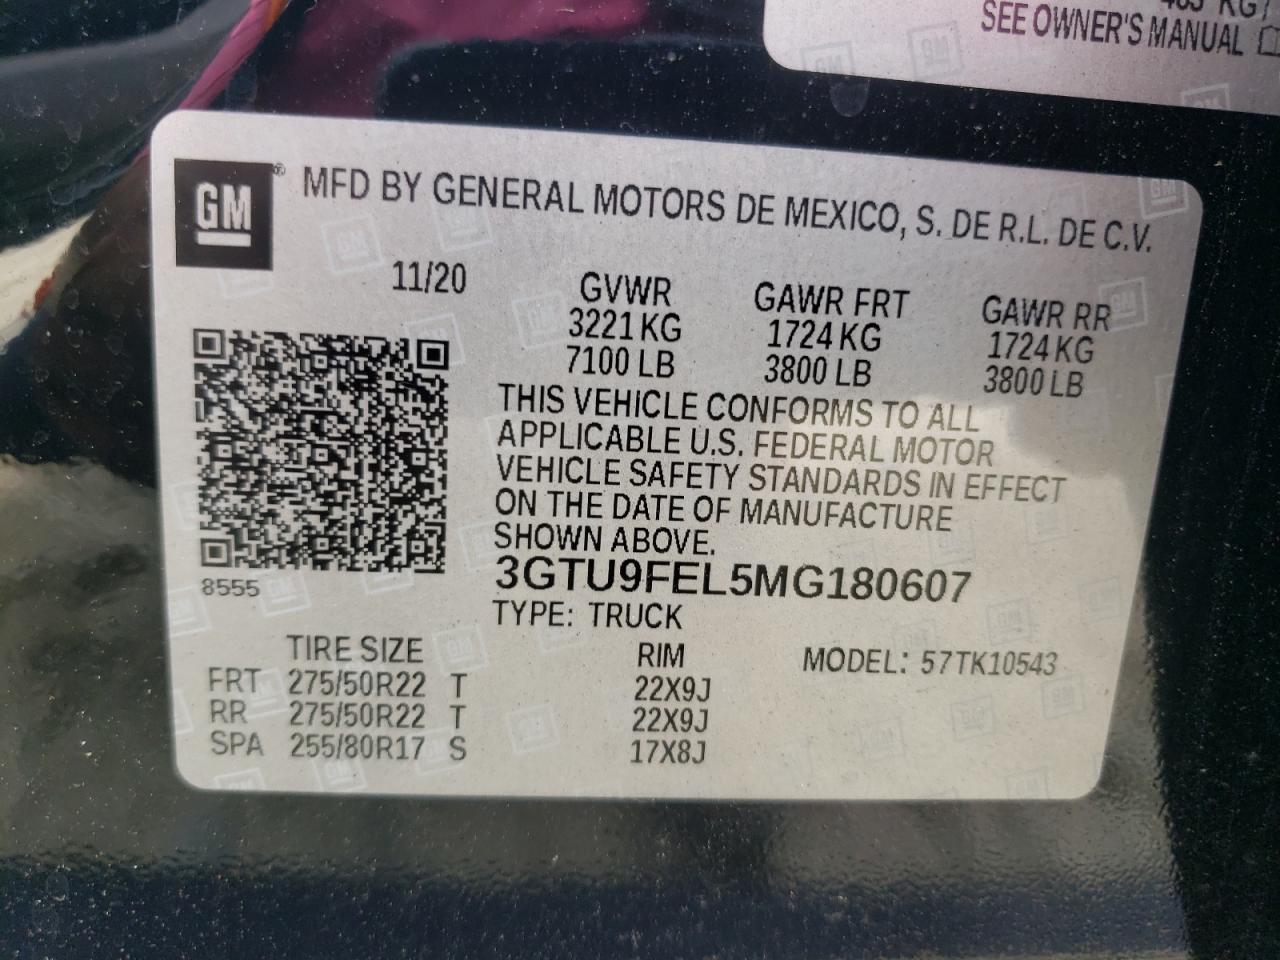 KG
SEE OWNER'S MANUAL
GM ® MFD BY GENERAL MOTORS DE MEXICO, S. DE R.L. DE C.V.
11/20 GVWR GAWR FRT GAWR RR
3221 KG 1724 KG 1724 KG
7100 LB 3800 LB 3800 LB
THIS VEHICLE CONFORMS TO ALL
APPLICABLE U.S. FEDERAL MOTOR
VEHICLE SAFETY STANDARDS IN EFFECT
ON THE DATE OF MANUFACTURE
SHOWN ABOVE.
8555 3GTU9FEL5MG180607
TYPE: TRUCK
TIRE SIZE RIM MODEL: 57TK10543
FRT 275/50R22 T 22X9J
RR 275/50R22 T 22X9J
SPA 255/80R17 S 17X8J